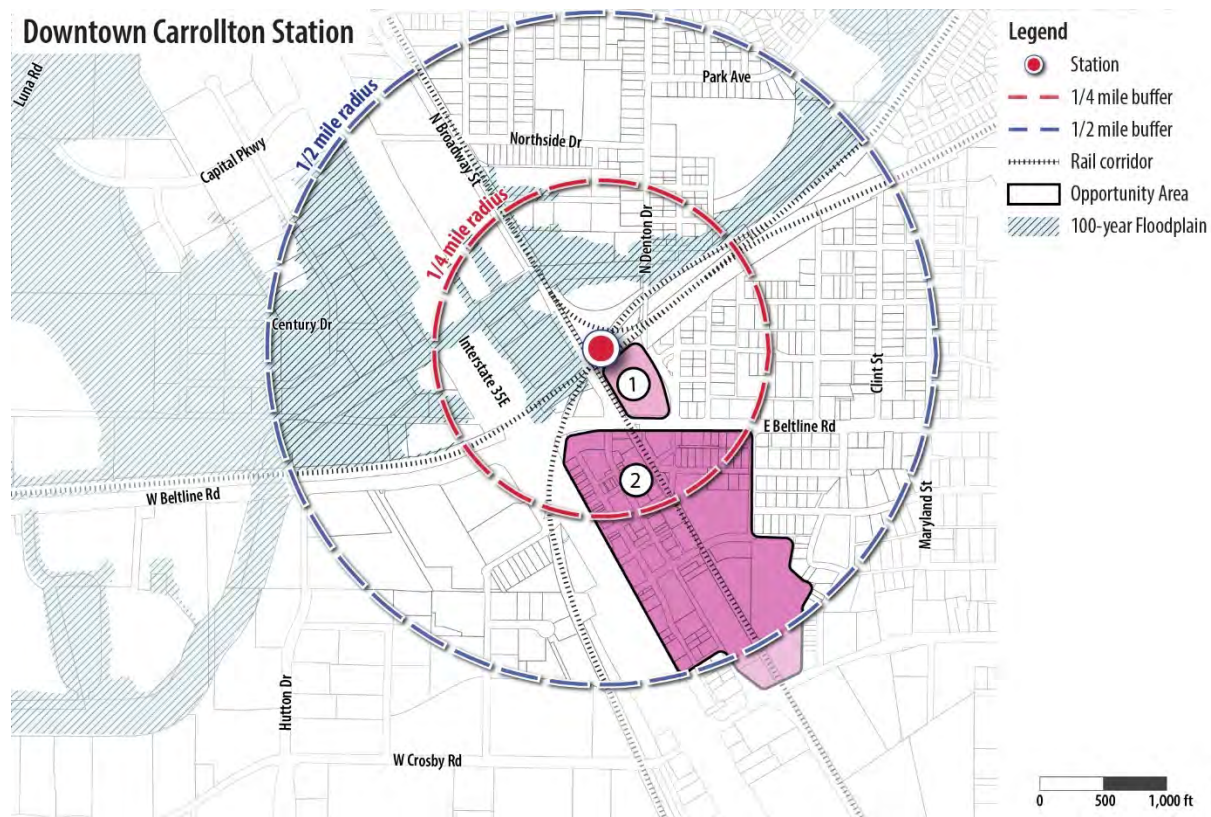 Downtown Carrollton Station
Legend
Station
1/4 mile buffer
1/2 mile buffer
Rail corridor
Opportunity Area
100-year Floodplain
Luna Rd
Capital Pkwy
1/2 mile radius
N Broadway St
Northside Dr
Park Ave
1/4 mile radius
N Denton Dr
Century Dr
Interstate 35E
1
Clint St
E Beltline Rd
2
W Beltline Rd
Maryland St
Hutton Dr
W Crosby Rd
0 500 1,000 ft